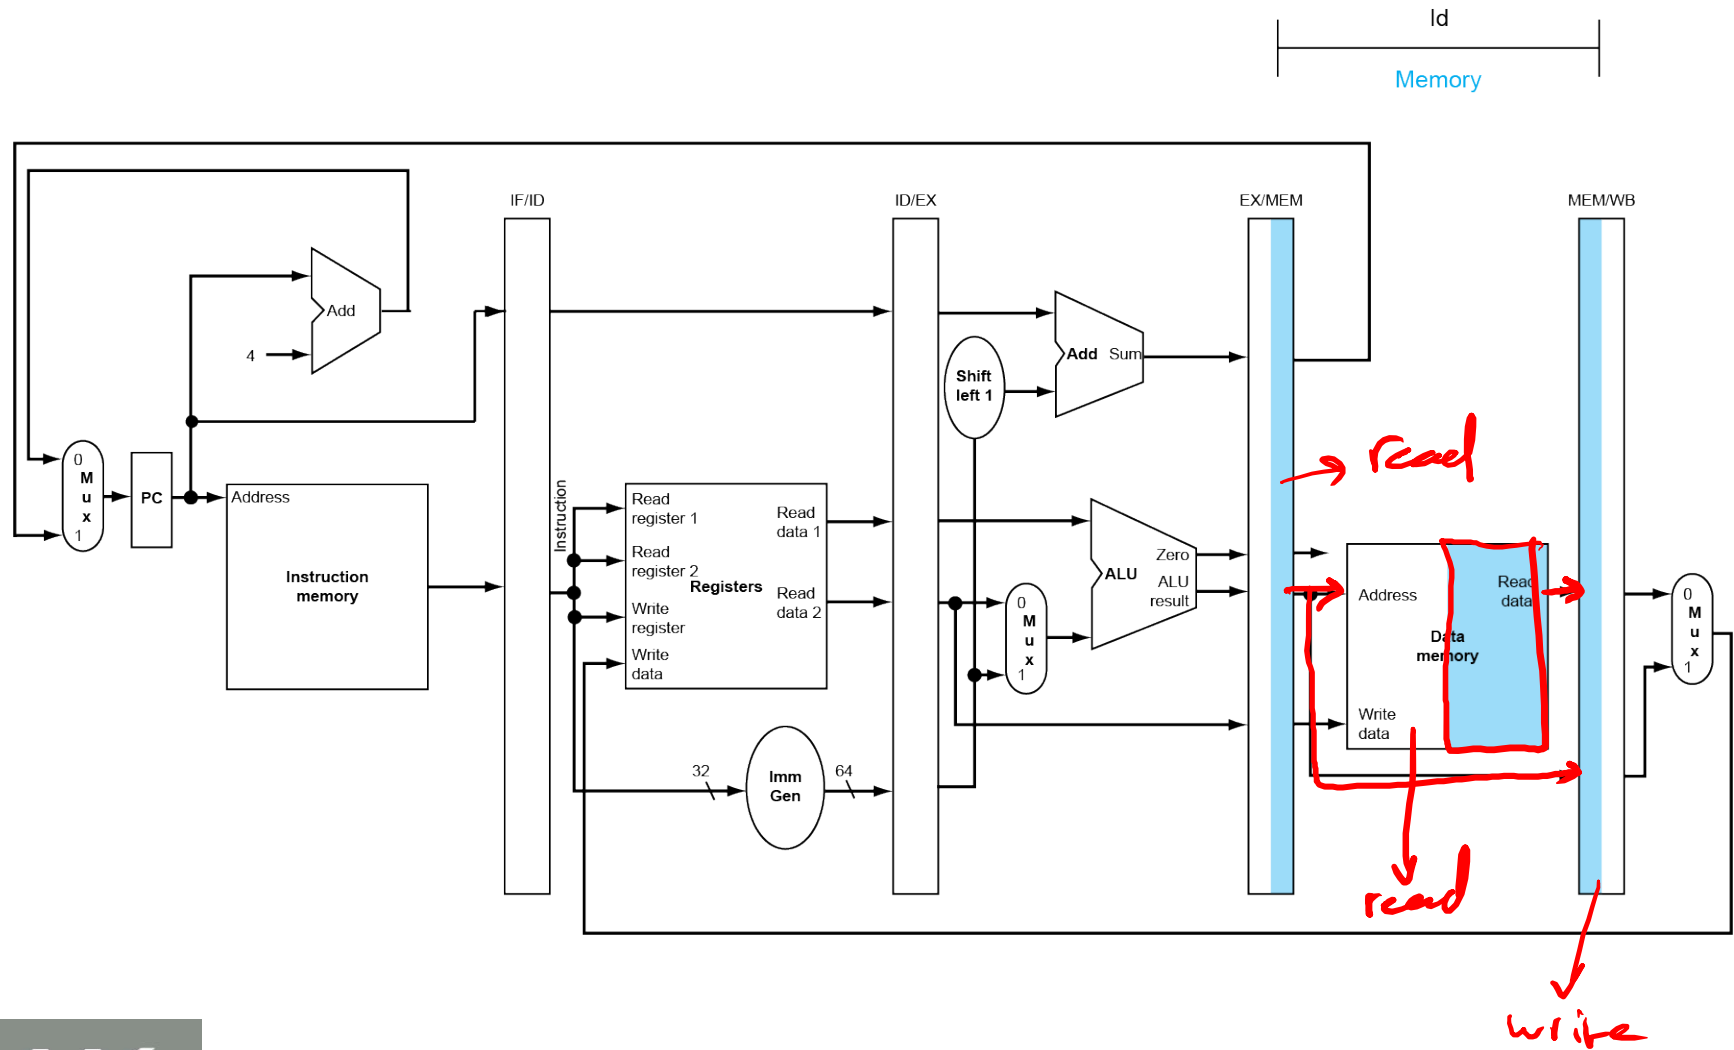 ld
Memory
IF/ID
ID/EX
EX/MEM
MEM/WB
Add
4
Add Sum
Shift
left 1
read
0
M
u
x
1
PC
Address
Instruction
memory
Instruction
Read
register 1
Read
register 2
Registers
Write
register
Write
data
Read
data 1
Read
data 2
0
M
u
x
1
Zero
ALU
ALU
result
Address
Read
data
Data
memory
Write
data
0
M
u
x
1
32
Imm
Gen
64
read
write